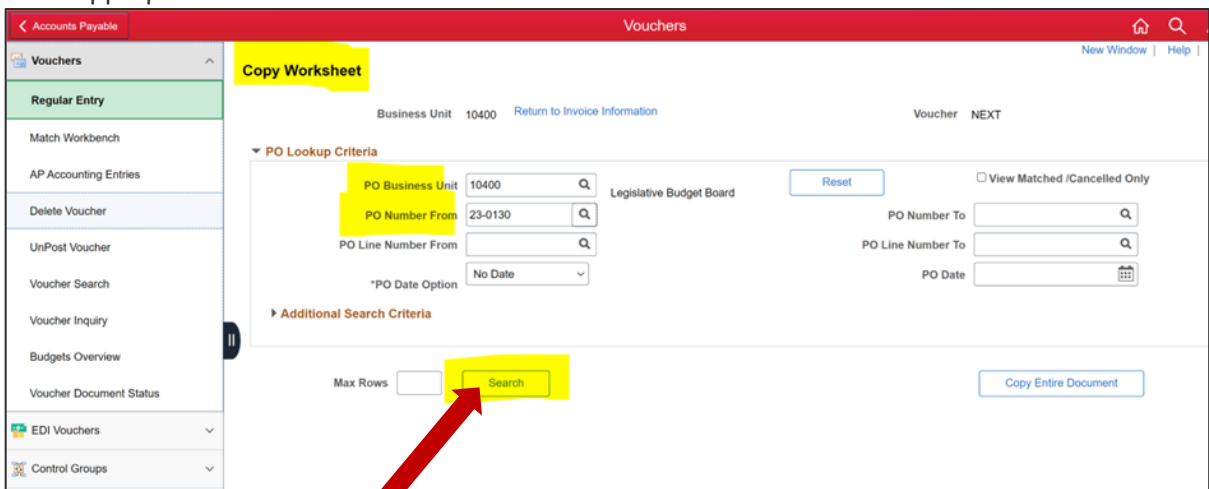 Accounts Payable
Vouchers
New Window | Help |
Vouchers
Regular Entry
Match Workbench
AP Accounting Entries
Delete Voucher
UnPost Voucher
Voucher Search
Voucher Inquiry
Budgets Overview
Voucher Document Status
EDI Vouchers
Control Groups
Copy Worksheet
Business Unit 10400 Return to Invoice Information Voucher NEXT
PO Lookup Criteria
PO Business Unit 10400 Legislative Budget Board Reset View Matched /Cancelled Only
PO Number From 23-0130 PO Number To
PO Line Number From PO Line Number To
*PO Date Option No Date PO Date
Additional Search Criteria
Max Rows Search Copy Entire Document